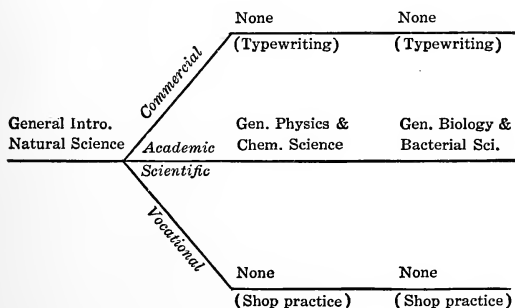 None None
(Typewriting) (Typewriting)
Commercial
General Intro. Gen. Physics & Gen. Biology &
Natural Science Academic Chem. Science Bacterial Sci.
Scientific
Vocational
None None
(Shop practice) (Shop practice)